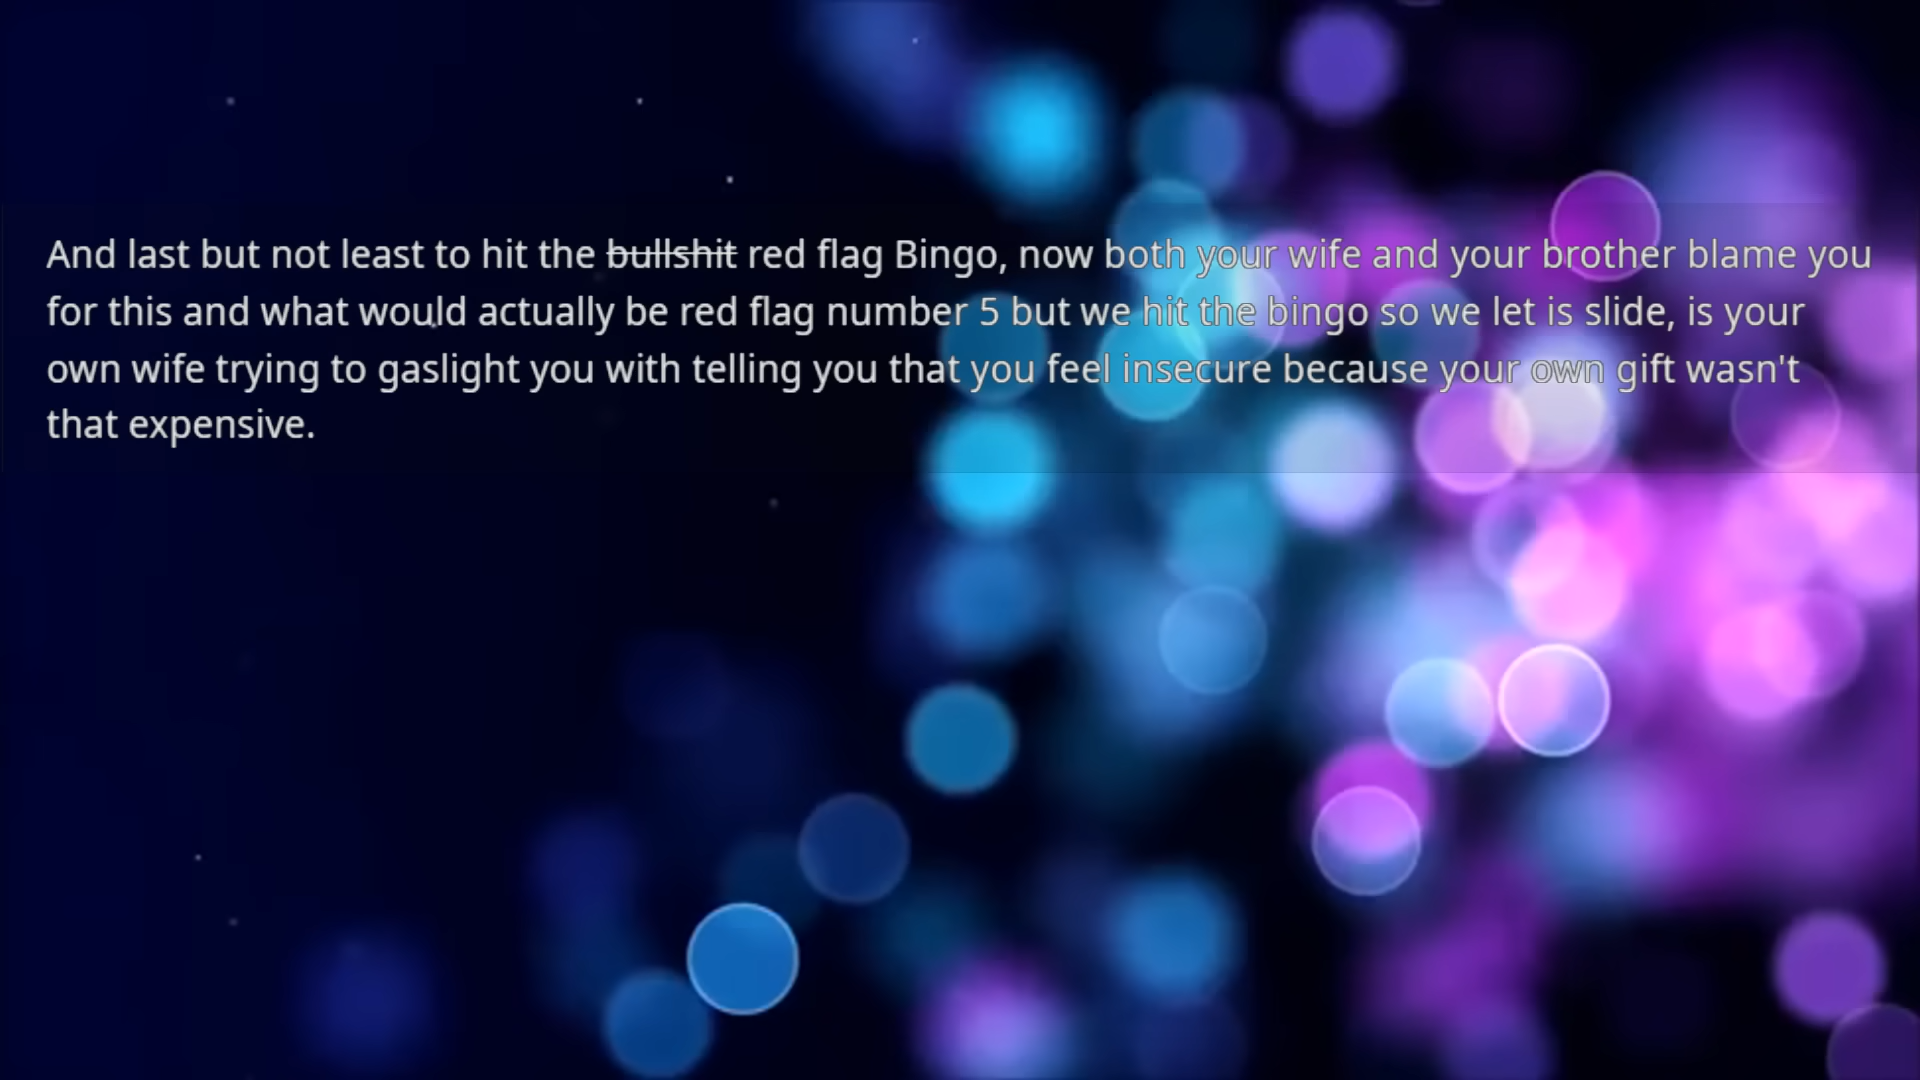 And last but not least to hit the bullshit red flag Bingo, now both your wife and your brother blame you
for this and what would actually be red flag number 5 but we hit the bingo so we let is slide, is your
own wife trying to gaslight you with telling you that you feel insecure because your own gift wasn't
that expensive.